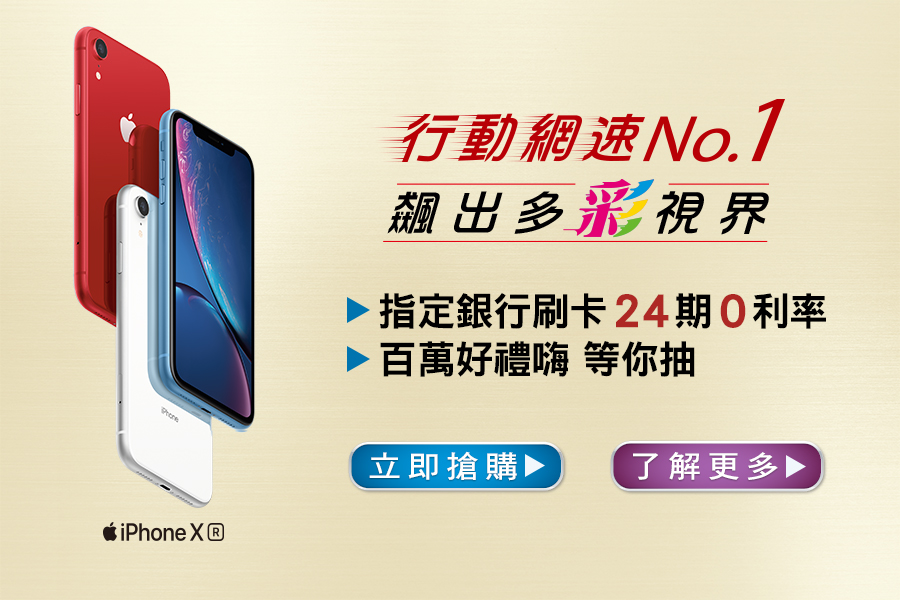 行動網速No.1
飆出多彩視界
▶指定銀行刷卡24期0利率
▶百萬好禮嗨 等你抽
立即搶購▶
了解更多▶
iPhone
iPhone XR